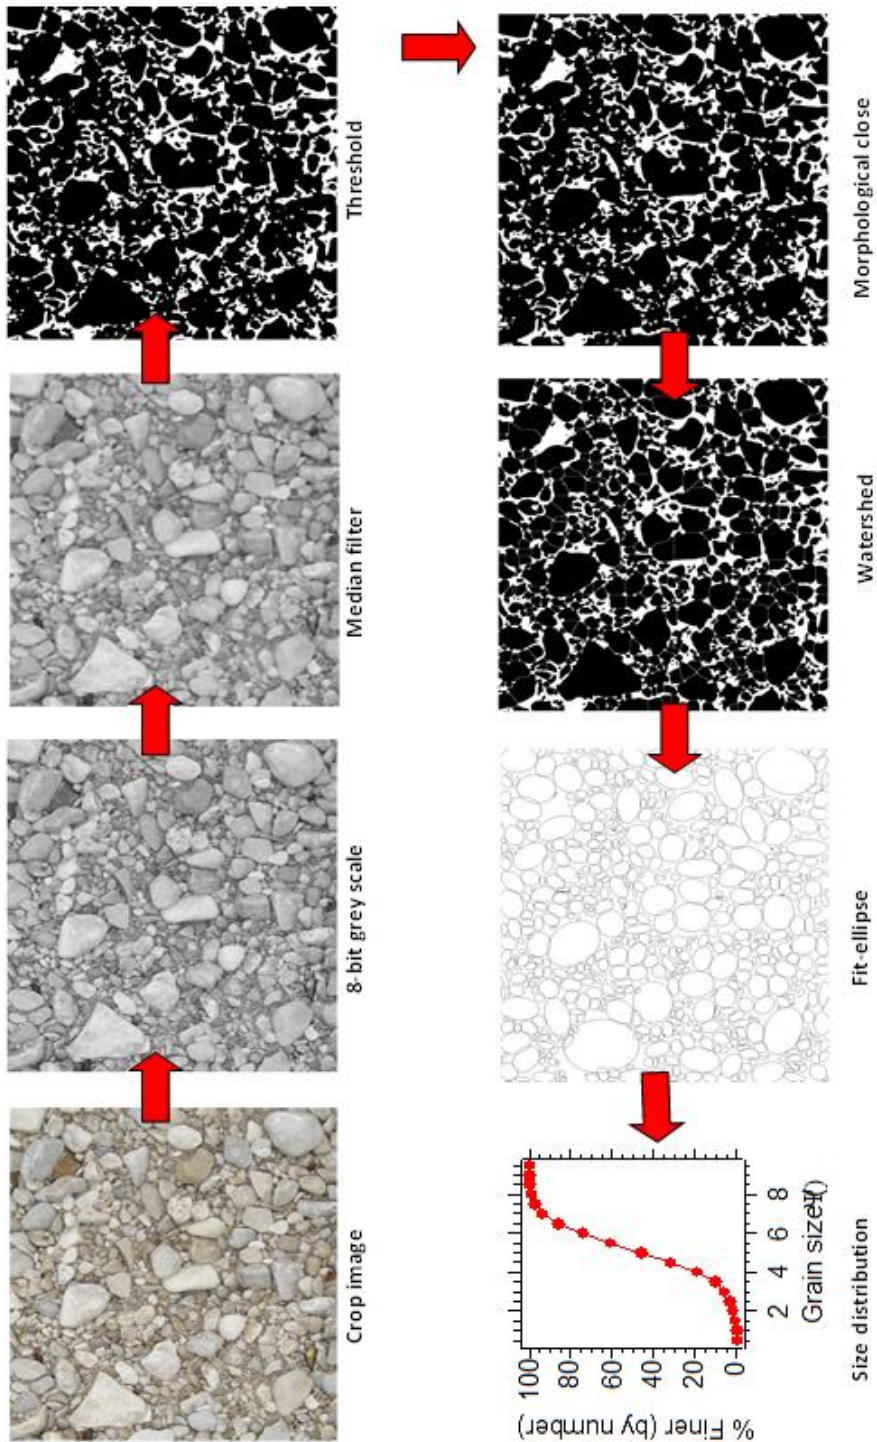 Crop image
8-bit grey scale
Median filter
Threshold
Morphological close
Watershed
Fit-ellipse
100
80
60
40
20
0
% Finer (by number)
2 4 6 8
Grain sizeΨ()
Size distribution